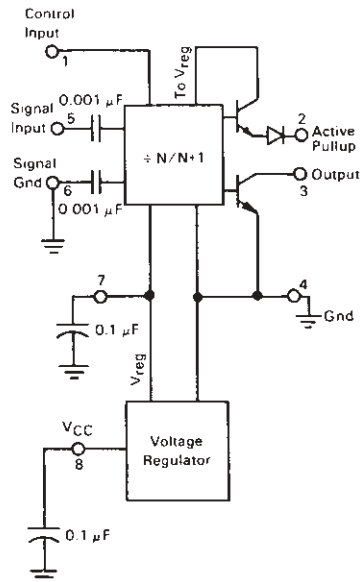 Control
Input
1
To Vreg
0.001 μF
Signal
Input
5
2
Active
Pullup
÷ N/N+1
Signal
Gnd
6
0.001 μF
Output
3
7
4
Gnd
0.1 μF
Vreg
VCC
8
Voltage
Regulator
0.1 μF